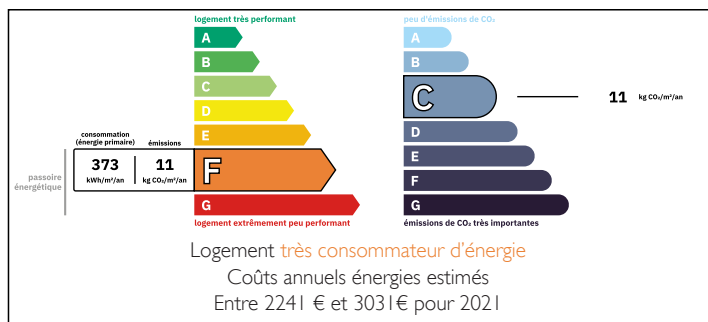 logement très performant
A
B
C
D
E
consommation
(énergie primaire)
émissions
373
kWh/m²/an
11
kg CO₂/m²/an
F
passoire
énergétique
G
logement extrêmement peu performant
peu d'émissions de CO₂
A
B
C
11 kg CO₂/m²/an
D
E
F
G
émissions de CO₂ très importantes
Logement très consommateur d'énergie
Coûts annuels énergies estimés
Entre 2241 € et 3031€ pour 2021